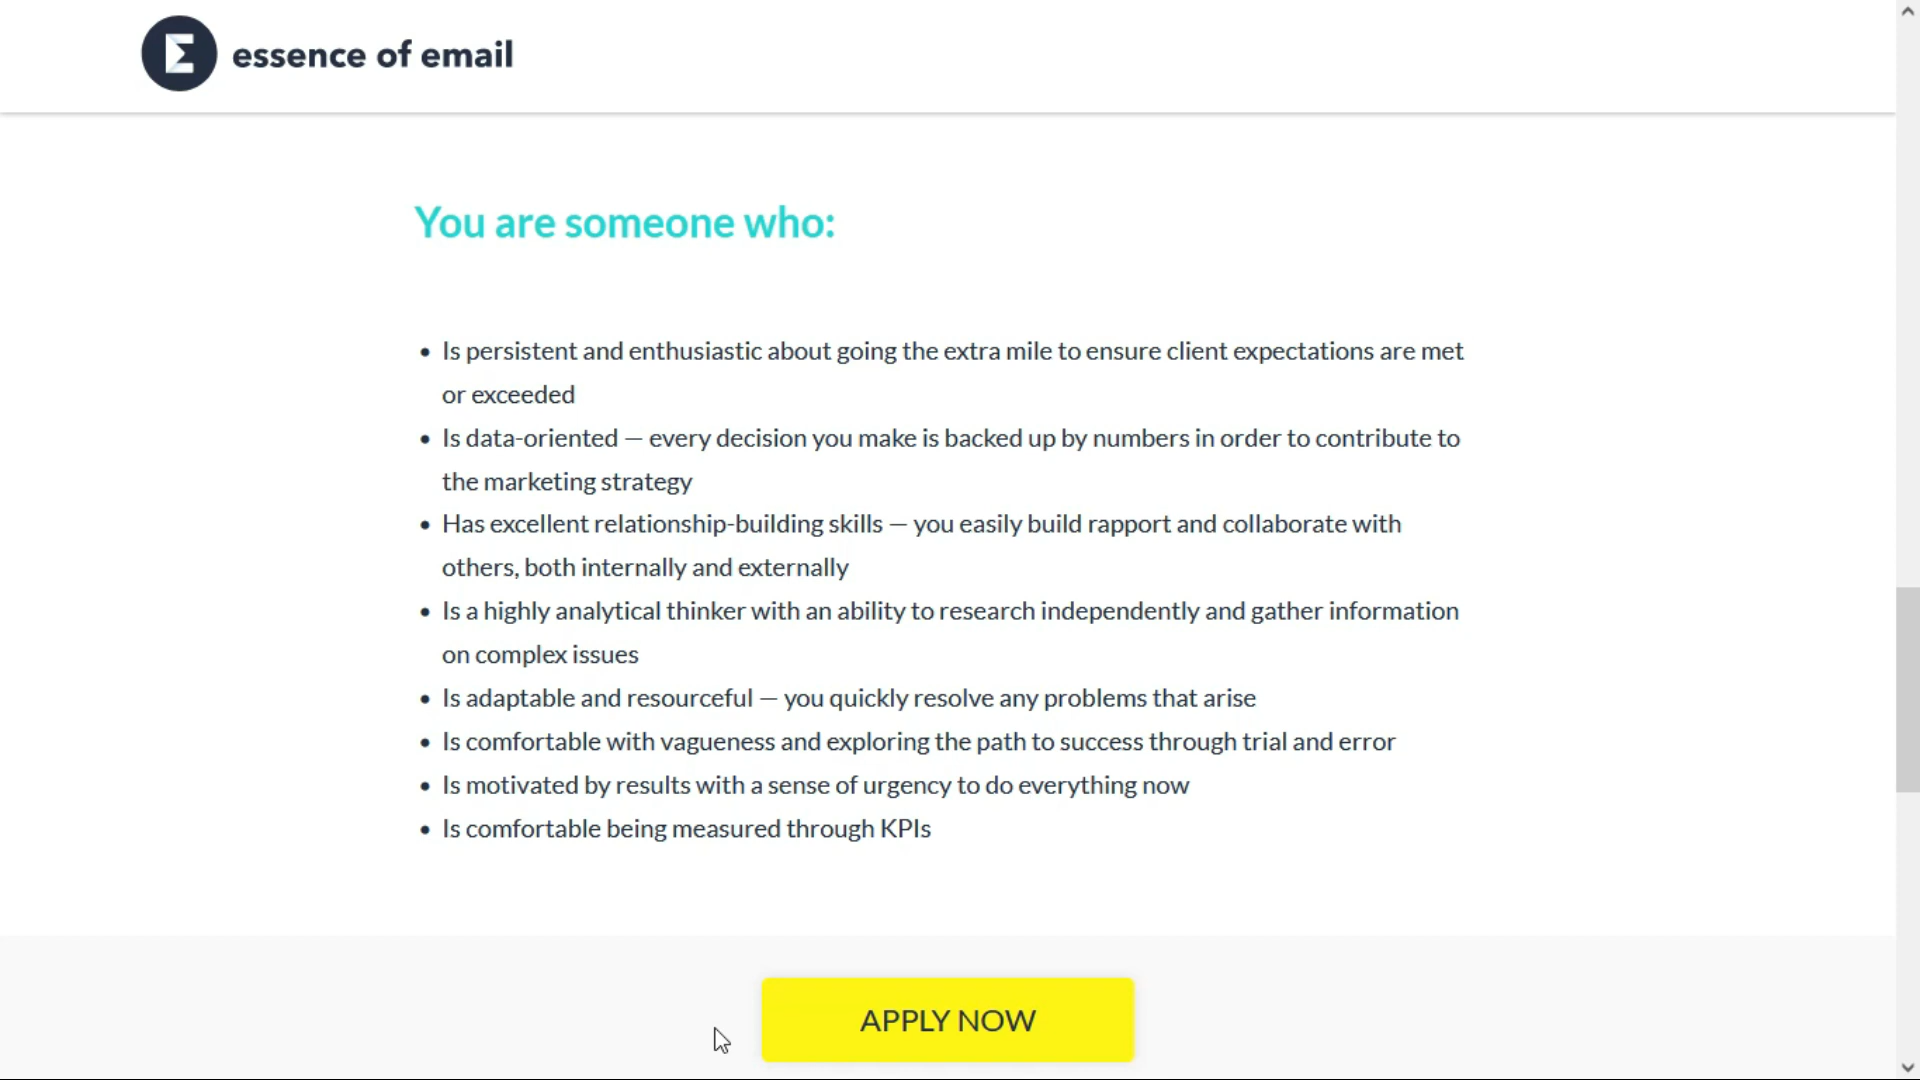 essence of email
You are someone who:
• Is persistent and enthusiastic about going the extra mile to ensure client expectations are met
or exceeded
• Is data-oriented — every decision you make is backed up by numbers in order to contribute to
the marketing strategy
• Has excellent relationship-building skills — you easily build rapport and collaborate with
others, both internally and externally
• Is a highly analytical thinker with an ability to research independently and gather information
on complex issues
• Is adaptable and resourceful — you quickly resolve any problems that arise
• Is comfortable with vagueness and exploring the path to success through trial and error
• Is motivated by results with a sense of urgency to do everything now
• Is comfortable being measured through KPIs
APPLY NOW